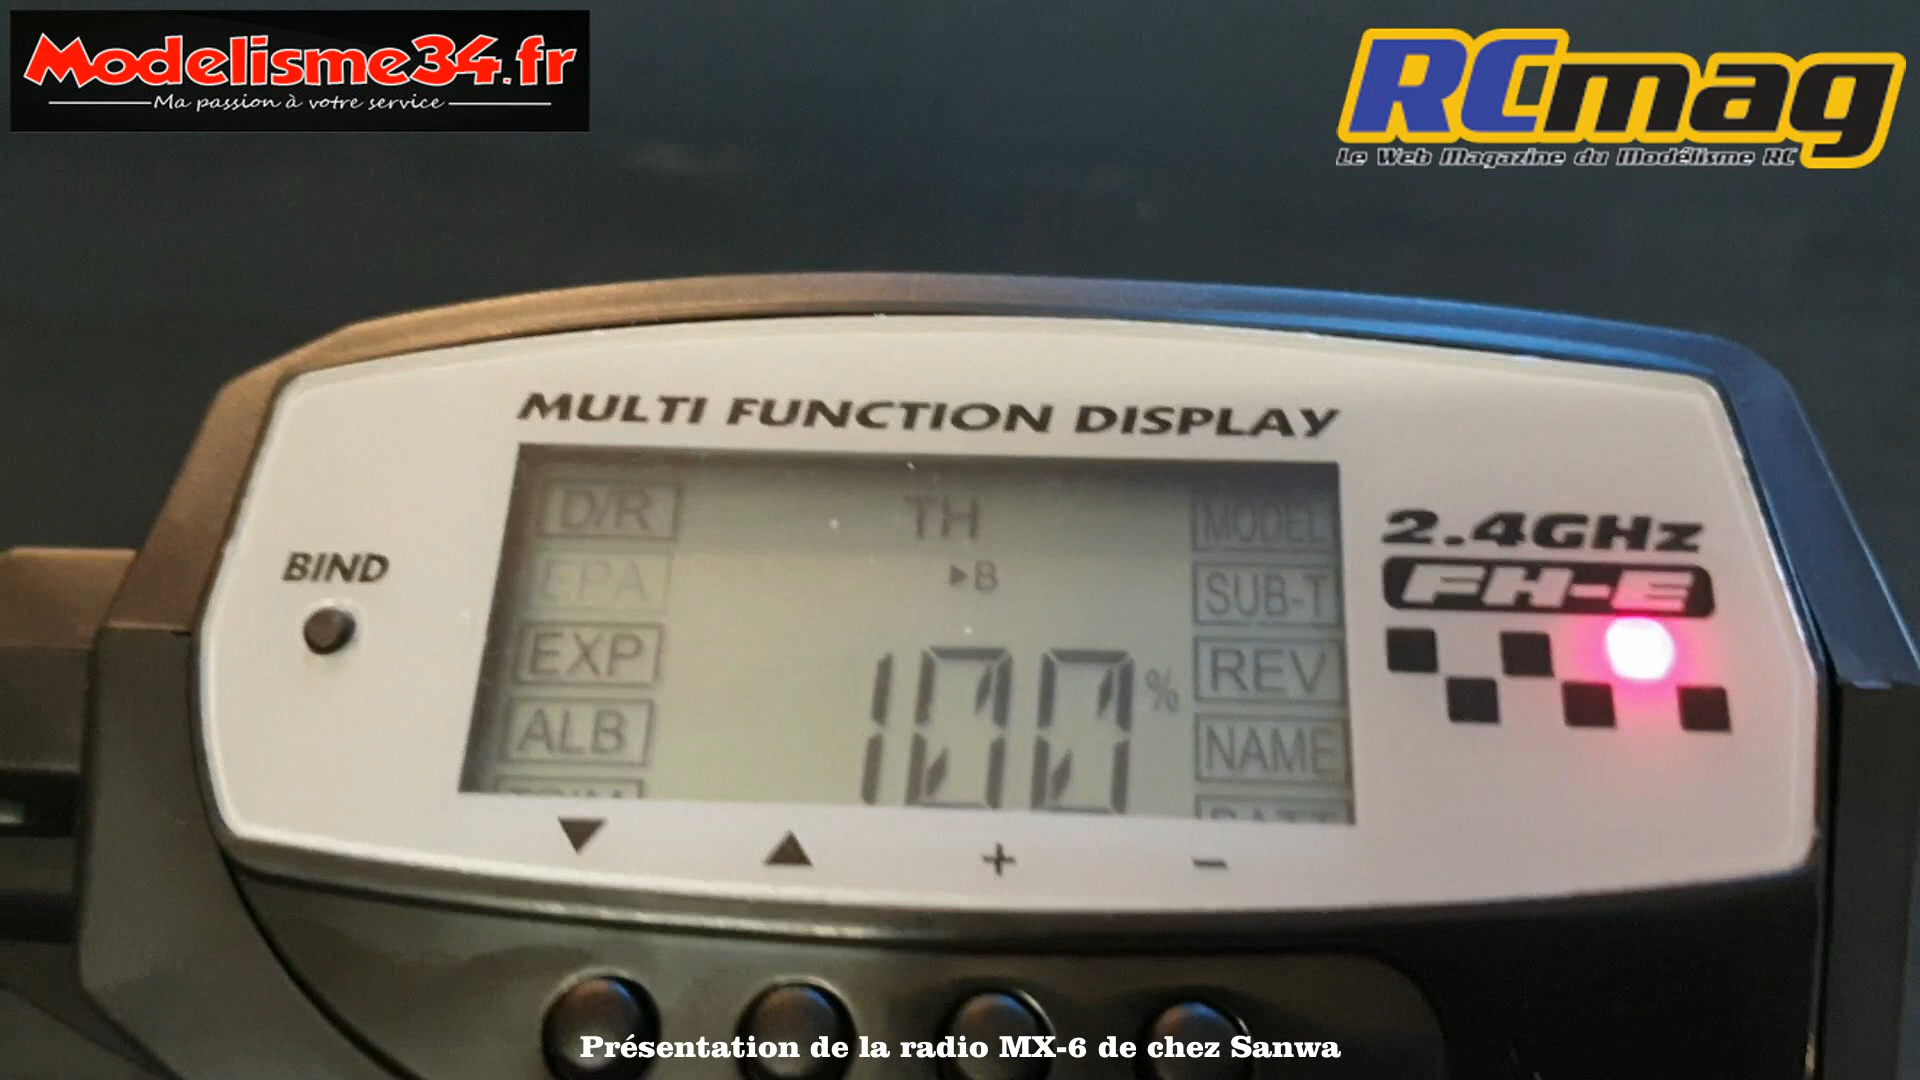 Modelisme34.fr
Ma passion à votre service
RCmag
Le Web Magazine du Modélisme RC
MULTI FUNCTION DISPLAY
BIND
D/R
EPA
EXP
ALB
TRIM
TH
▶B
100%
MODEL
SUB-T
REV
NAME
BATT
2.4GHz
FH-E
▼ ▲ + −
Présentation de la radio MX-6 de chez Sanwa